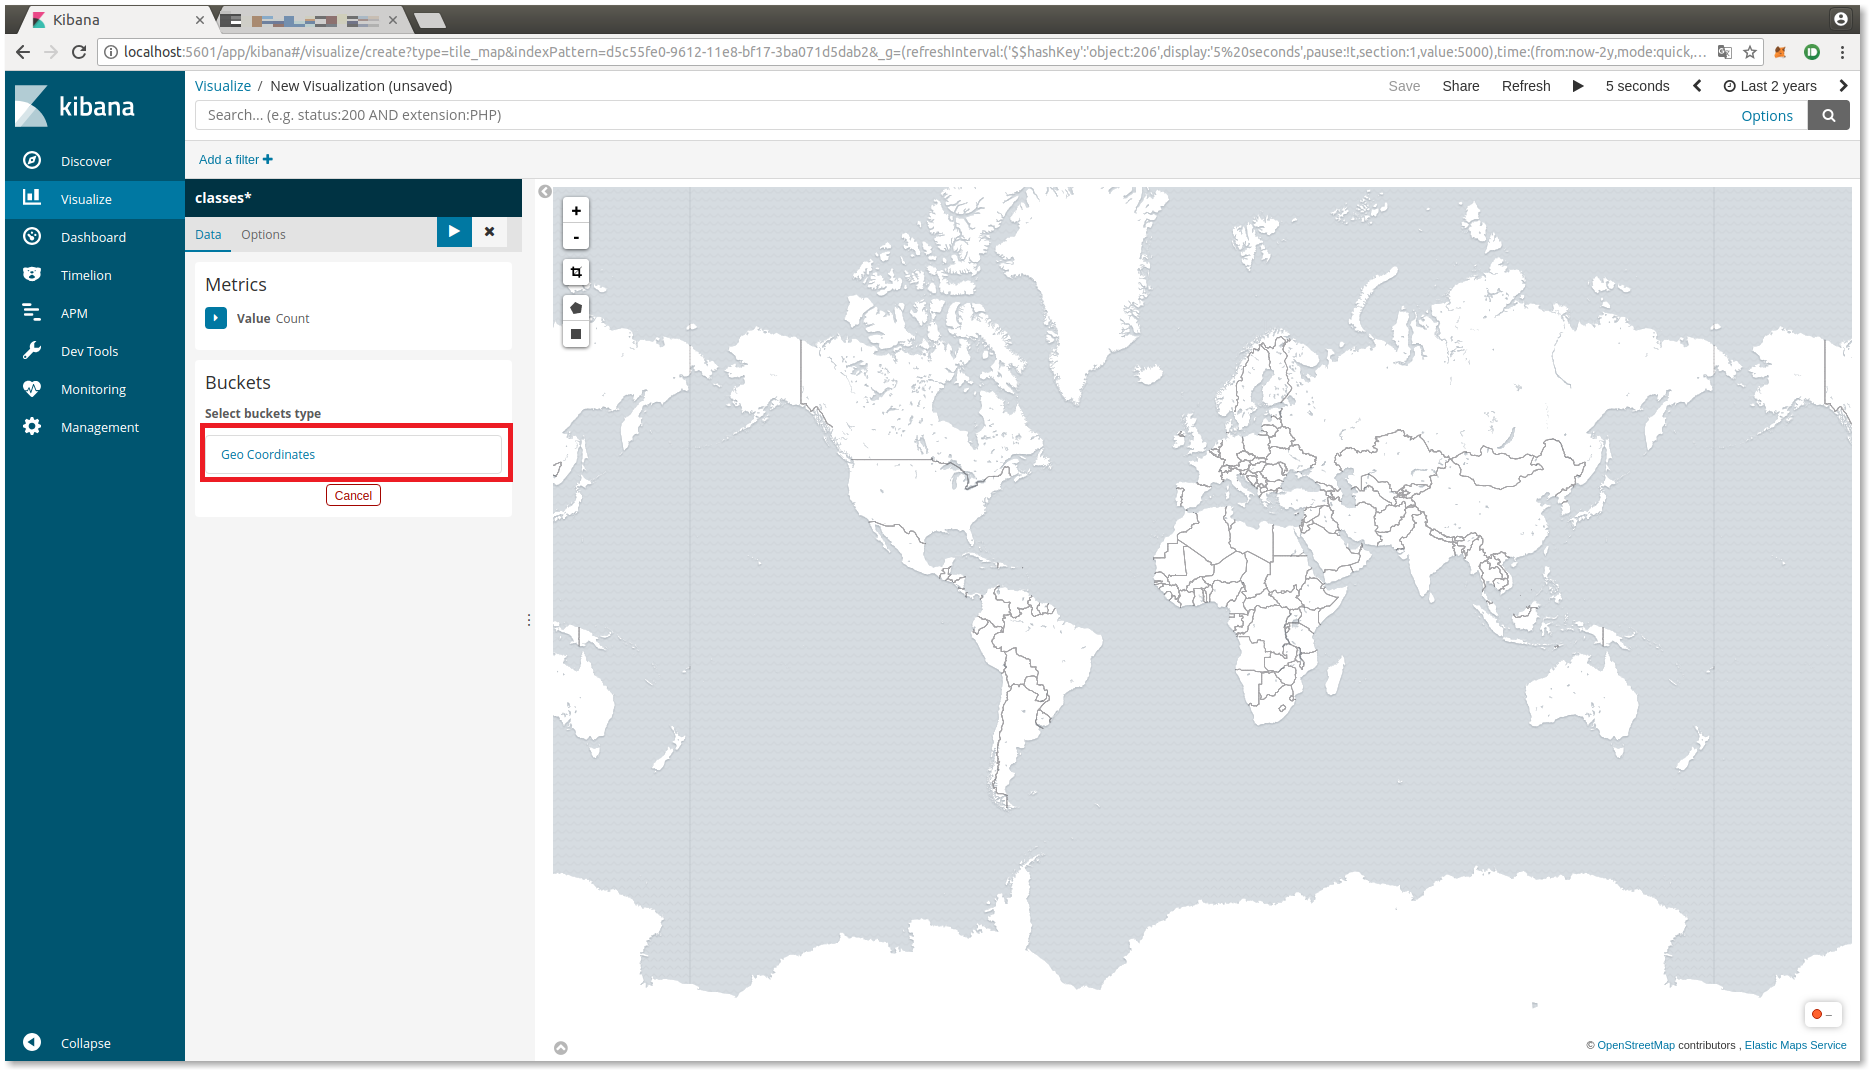 Kibana
localhost:5601/app/kibana#/visualize/create?type=tile_map&indexPattern=d5c55fe0-9612-11e8-bf17-3ba071d5dab2&_g=(refreshInterval:('$$hashKey':'object:206',display:'5%20seconds',pause:!t,section:1,value:5000),time:(from:now-2y,mode:quick,...
kibana
Discover
Visualize
Dashboard
Timelion
APM
Dev Tools
Monitoring
Management
Collapse
Visualize / New Visualization (unsaved)
Save Share Refresh 5 seconds Last 2 years
Search... (e.g. status:200 AND extension:PHP)
Options
Add a filter +
classes*
Data Options
Metrics
Value Count
Buckets
Select buckets type
Geo Coordinates
Cancel
+
-
–
© OpenStreetMap contributors , Elastic Maps Service